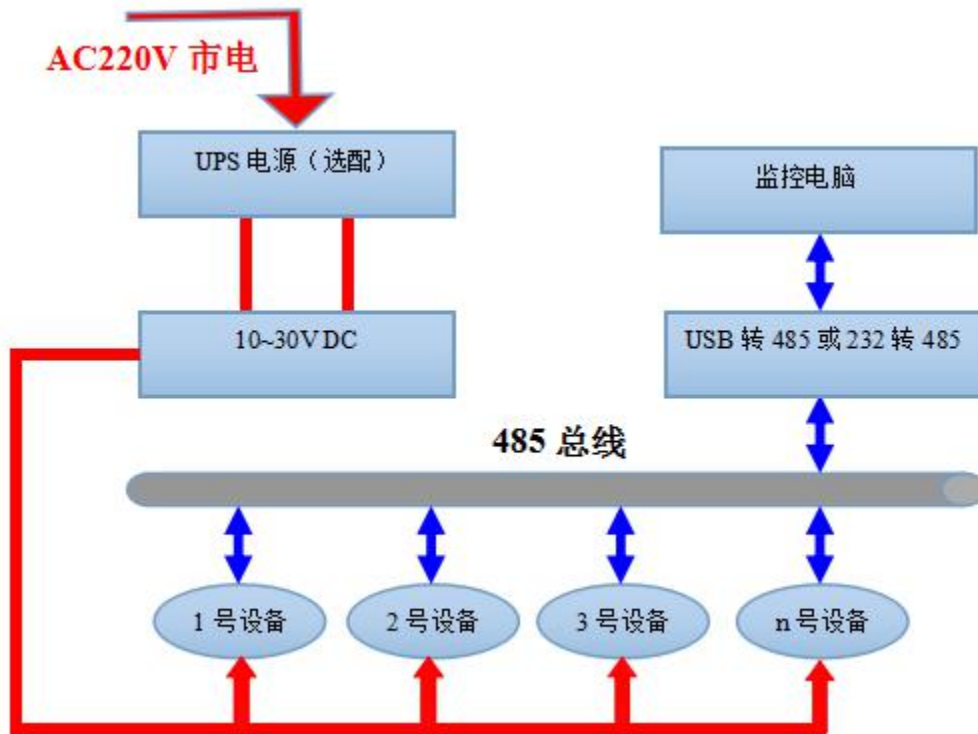 AC220V 市电
UPS 电源（选配）
监控电脑
10~30V DC
USB 转 485 或 232 转 485
485 总线
1 号设备
2 号设备
3 号设备
n 号设备